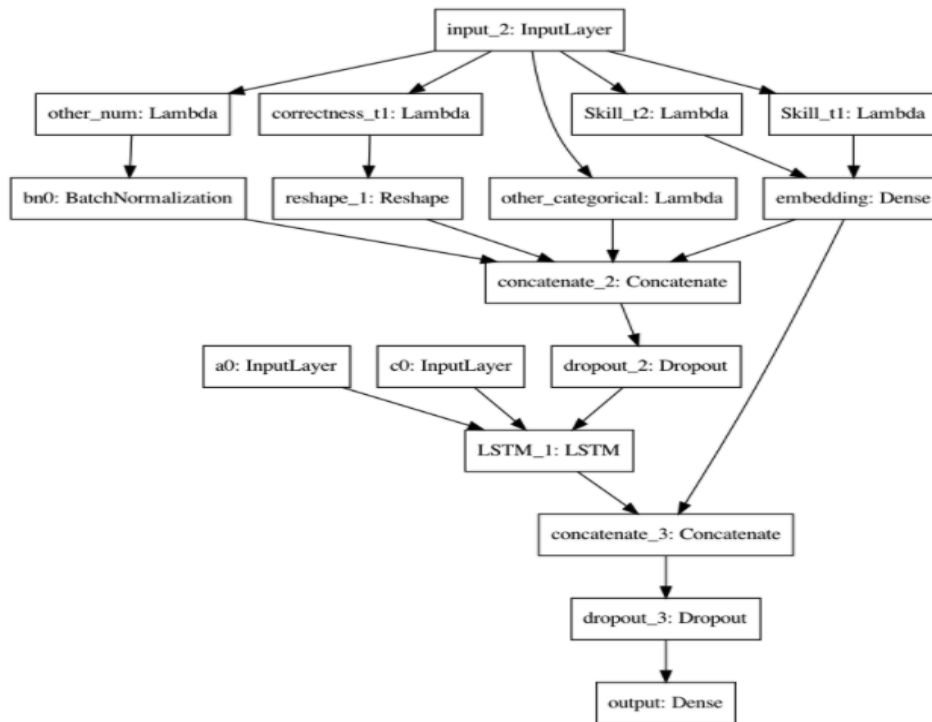 input_2: InputLayer
other_num: Lambda
correctness_t1: Lambda
Skill_t2: Lambda
Skill_t1: Lambda
bn0: BatchNormalization
reshape_1: Reshape
other_categorical: Lambda
embedding: Dense
concatenate_2: Concatenate
a0: InputLayer
c0: InputLayer
dropout_2: Dropout
LSTM_1: LSTM
concatenate_3: Concatenate
dropout_3: Dropout
output: Dense